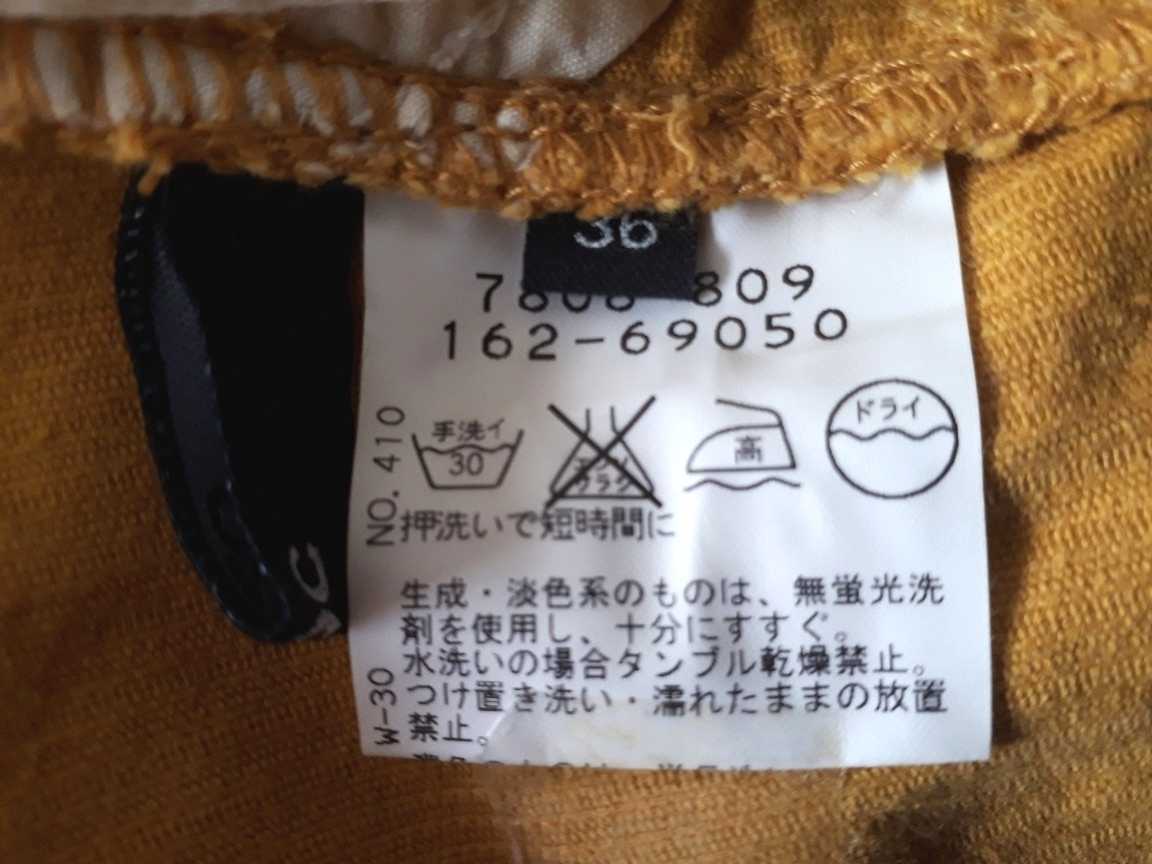 36
809
162-69050
手洗イ
30
高
ドライ
NO. 410
押洗いで短時間に
生成・淡色系のものは、無蛍光洗
剤を使用し、十分にすすぐ。
水洗いの場合タンブル乾燥禁止。
つけ置き洗い・濡れたままの放置
禁止。
W-30